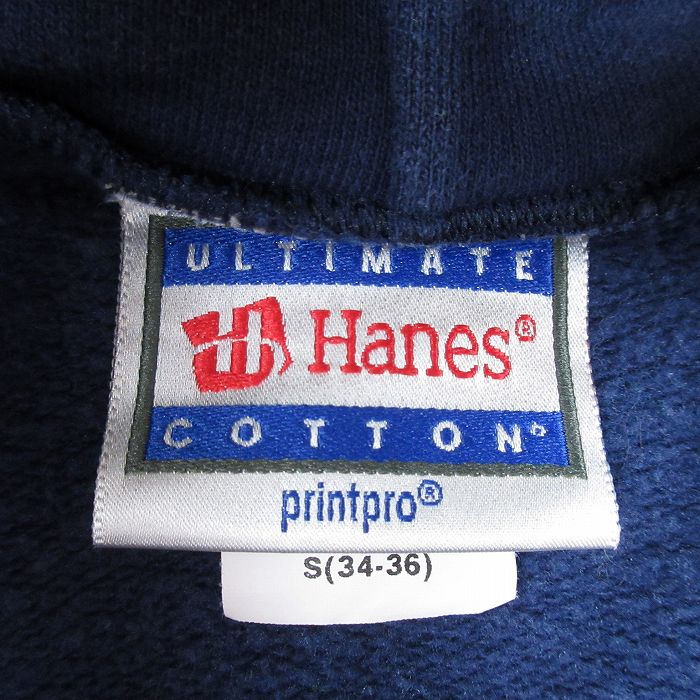 ULTIMATE
Hanes®
COTTON®
printpro®
S(34-36)